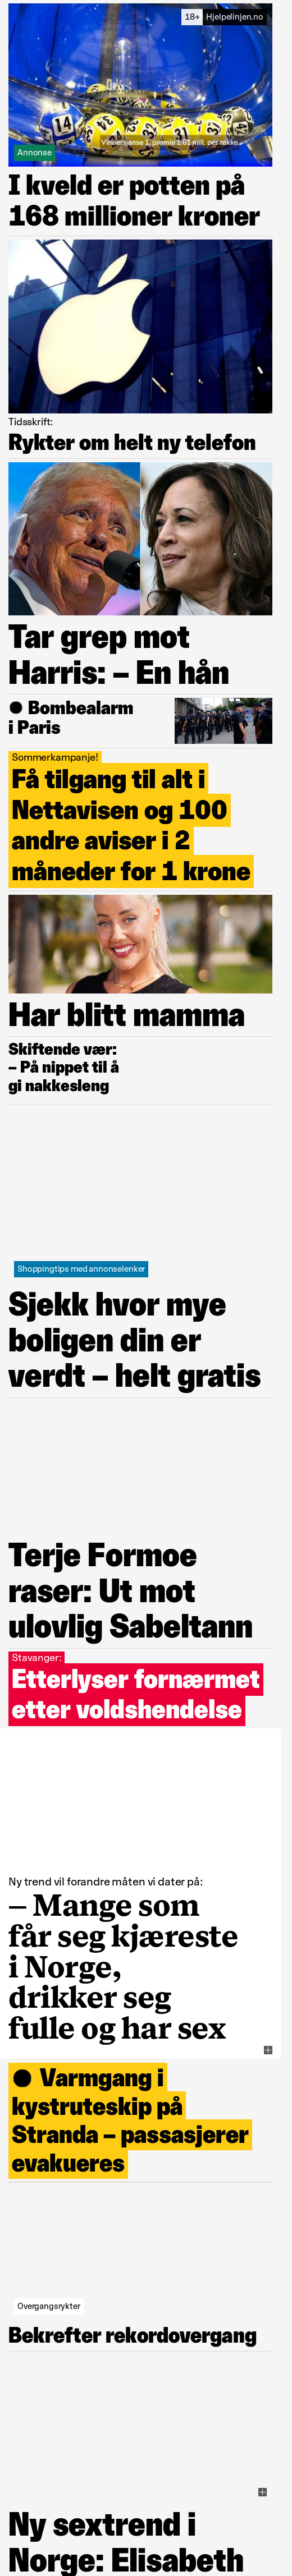 18+ Hjelpelinjen.no
14
31
Vinnersjanse 1. premie 1:61 mill. per rekke
Annonse
I kveld er potten på
168 millioner kroner
Tidsskrift:
Rykter om helt ny telefon
Tar grep mot
Harris: – En hån
Bombealarm
i Paris
Sommerkampanje!
Få tilgang til alt i
Nettavisen og 100
andre aviser i 2
måneder for 1 krone
Har blitt mamma
Skiftende vær:
– På nippet til å
gi nakkesleng
Shoppingtips med annonselenker
Sjekk hvor mye
boligen din er
verdt – helt gratis
Terje Formoe
raser: Ut mot
ulovlig Sabeltann
Stavanger:
Etterlyser fornærmet
etter voldshendelse
Ny trend vil forandre måten vi dater på:
– Mange som
får seg kjæreste
i Norge,
drikker seg
fulle og har sex
Varmgang i
kystruteskip på
Stranda – passasjerer
evakueres
Overgangsrykter
Bekrefter rekordovergang
Ny sextrend i
Norge: Elisabeth